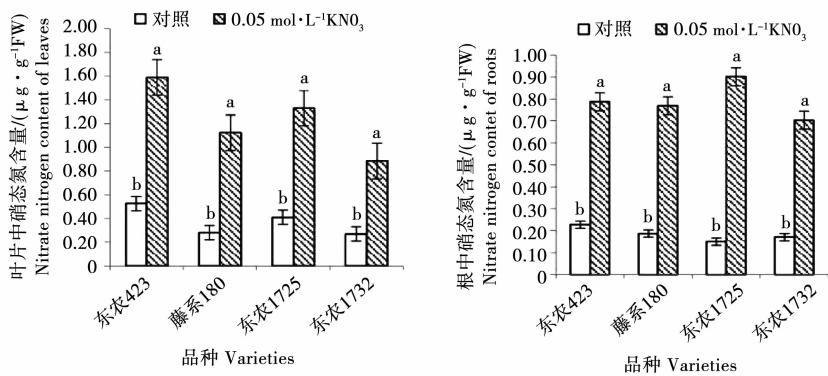 对照 0.05 mol·L⁻¹KNO₃
叶片中硝态氮含量/(μg·g⁻¹FW)
Nitrate nitrogen content of leaves
2.00
1.80
1.60
1.40
1.20
1.00
0.80
0.60
0.40
0.20
0
b a
b a
b a
b a
东农423 藤系180 东农1725 东农1732
品种 Varieties
对照 0.05 mol·L⁻¹KNO₃
根中硝态氮含量/(μg·g⁻¹FW)
Nitrate nitrogen contet of roots
1.00
0.90
0.80
0.70
0.60
0.50
0.40
0.30
0.20
0.10
0.00
b a
b a
b a
b a
东农423 藤系180 东农1725 东农1732
品种 Varieties